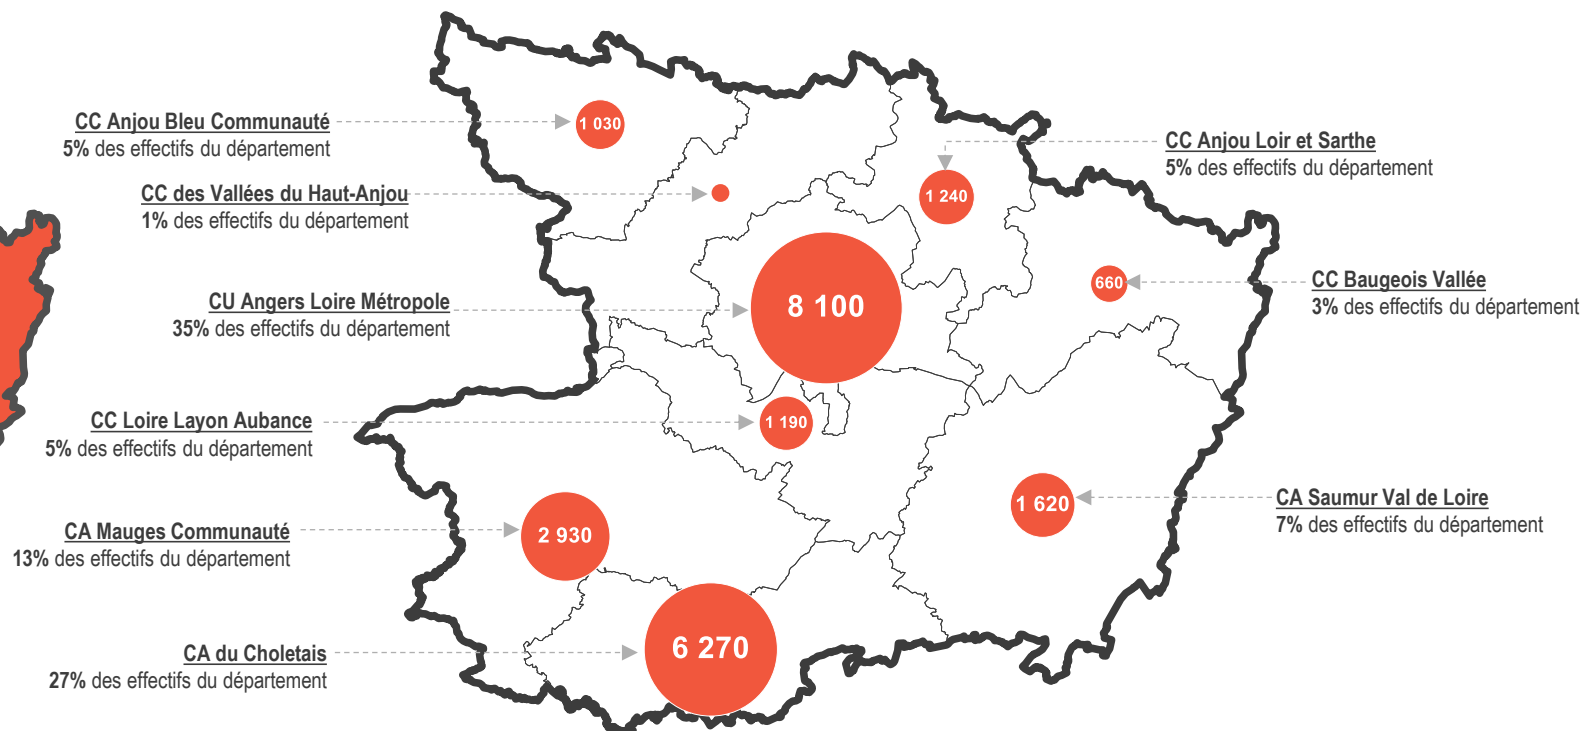 CC Anjou Bleu Communauté
5% des effectifs du département
1 030
CC des Vallées du Haut-Anjou
1% des effectifs du département
CC Anjou Loir et Sarthe
5% des effectifs du département
1 240
CU Angers Loire Métropole
35% des effectifs du département
8 100
660
CC Baugeois Vallée
3% des effectifs du département
CC Loire Layon Aubance
5% des effectifs du département
1 190
CA Mauges Communauté
13% des effectifs du département
2 930
1 620
CA Saumur Val de Loire
7% des effectifs du département
CA du Choletais
27% des effectifs du département
6 270